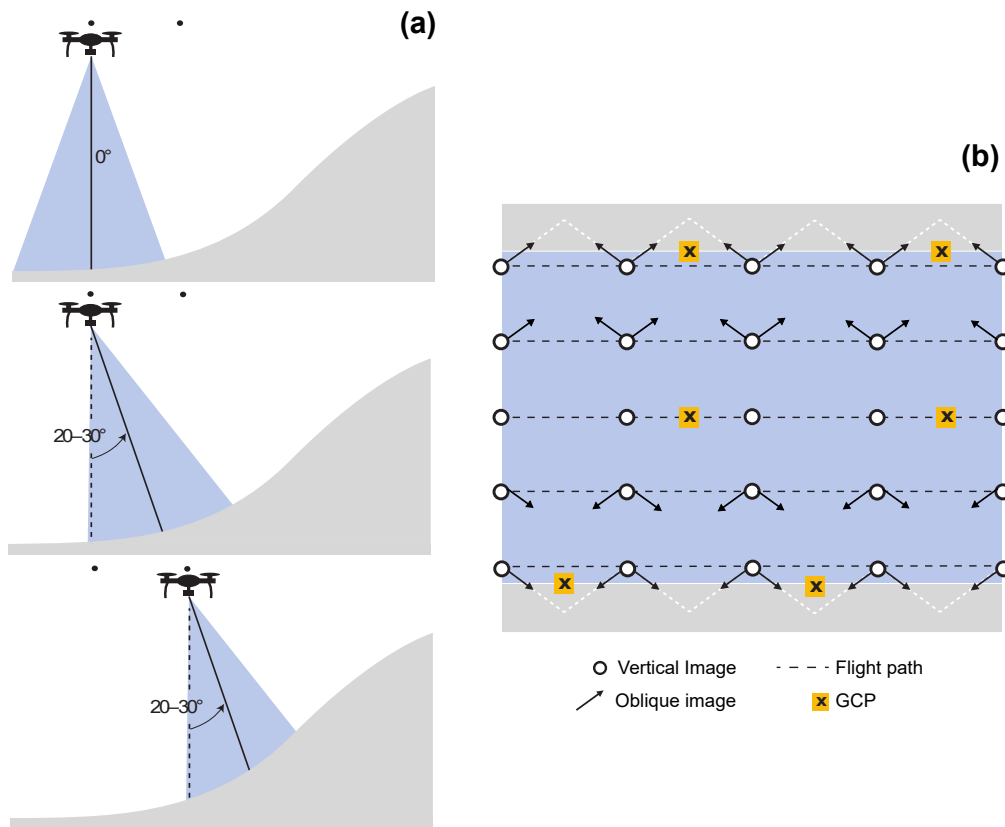 (a)
0°
20–30°
20–30°
(b)
x
x
x
x
x
x
Vertical Image
Flight path
Oblique image
x
GCP